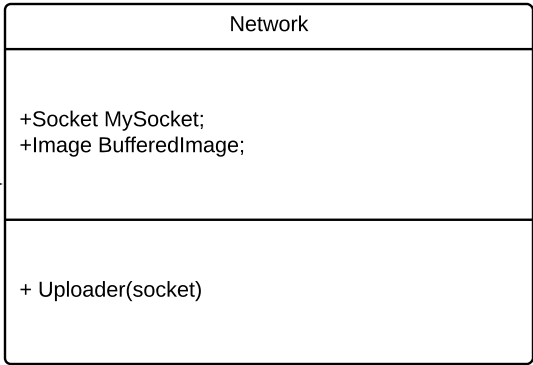 Network
+Socket MySocket;
+Image BufferedImage;
+ Uploader(socket)